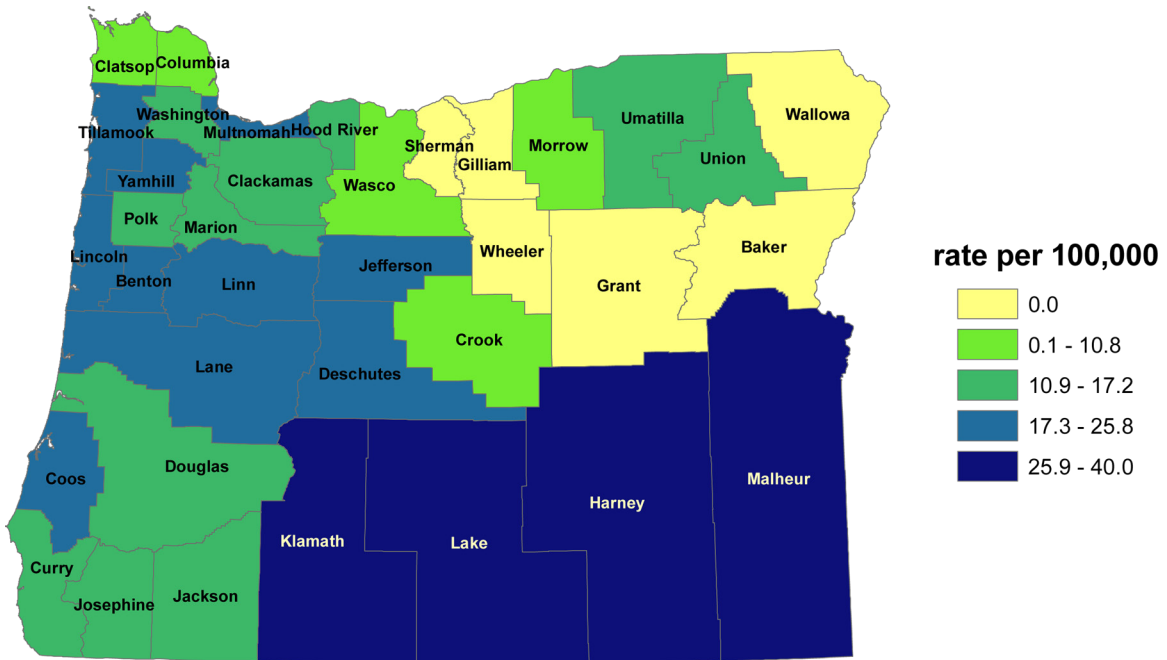 Clatsop
Columbia
Washington
Tillamook
Multnomah
Hood River
Sherman
Gilliam
Morrow
Umatilla
Wallowa
Union
Yamhill
Clackamas
Wasco
Polk
Marion
Lincoln
Benton
Linn
Jefferson
Wheeler
Grant
Baker
Crook
Lane
Deschutes
Coos
Douglas
Klamath
Lake
Harney
Malheur
Curry
Josephine
Jackson
rate per 100,000
0.0
0.1 - 10.8
10.9 - 17.2
17.3 - 25.8
25.9 - 40.0